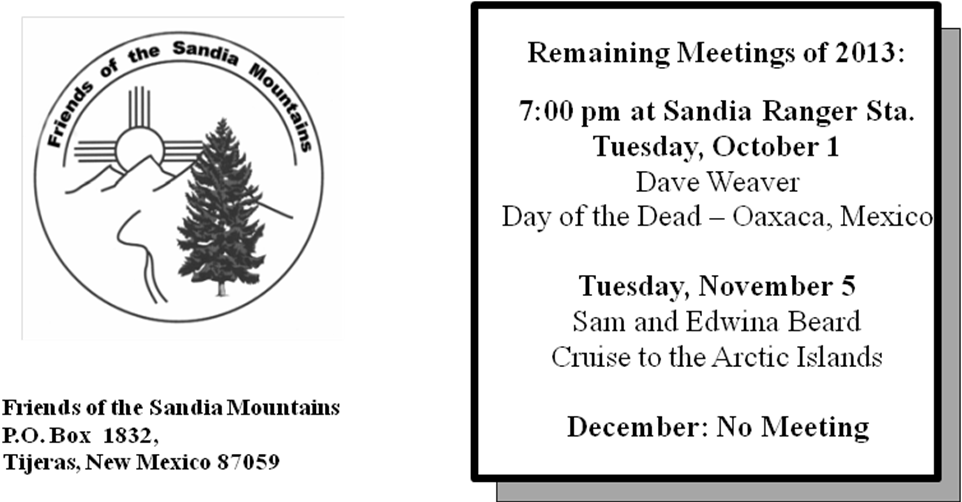 Friends of the Sandia Mountains
Friends of the Sandia Mountains
P.O. Box 1832,
Tijeras, New Mexico 87059
Remaining Meetings of 2013:
7:00 pm at Sandia Ranger Sta.
Tuesday, October 1
Dave Weaver
Day of the Dead – Oaxaca, Mexico
Tuesday, November 5
Sam and Edwina Beard
Cruise to the Arctic Islands
December: No Meeting